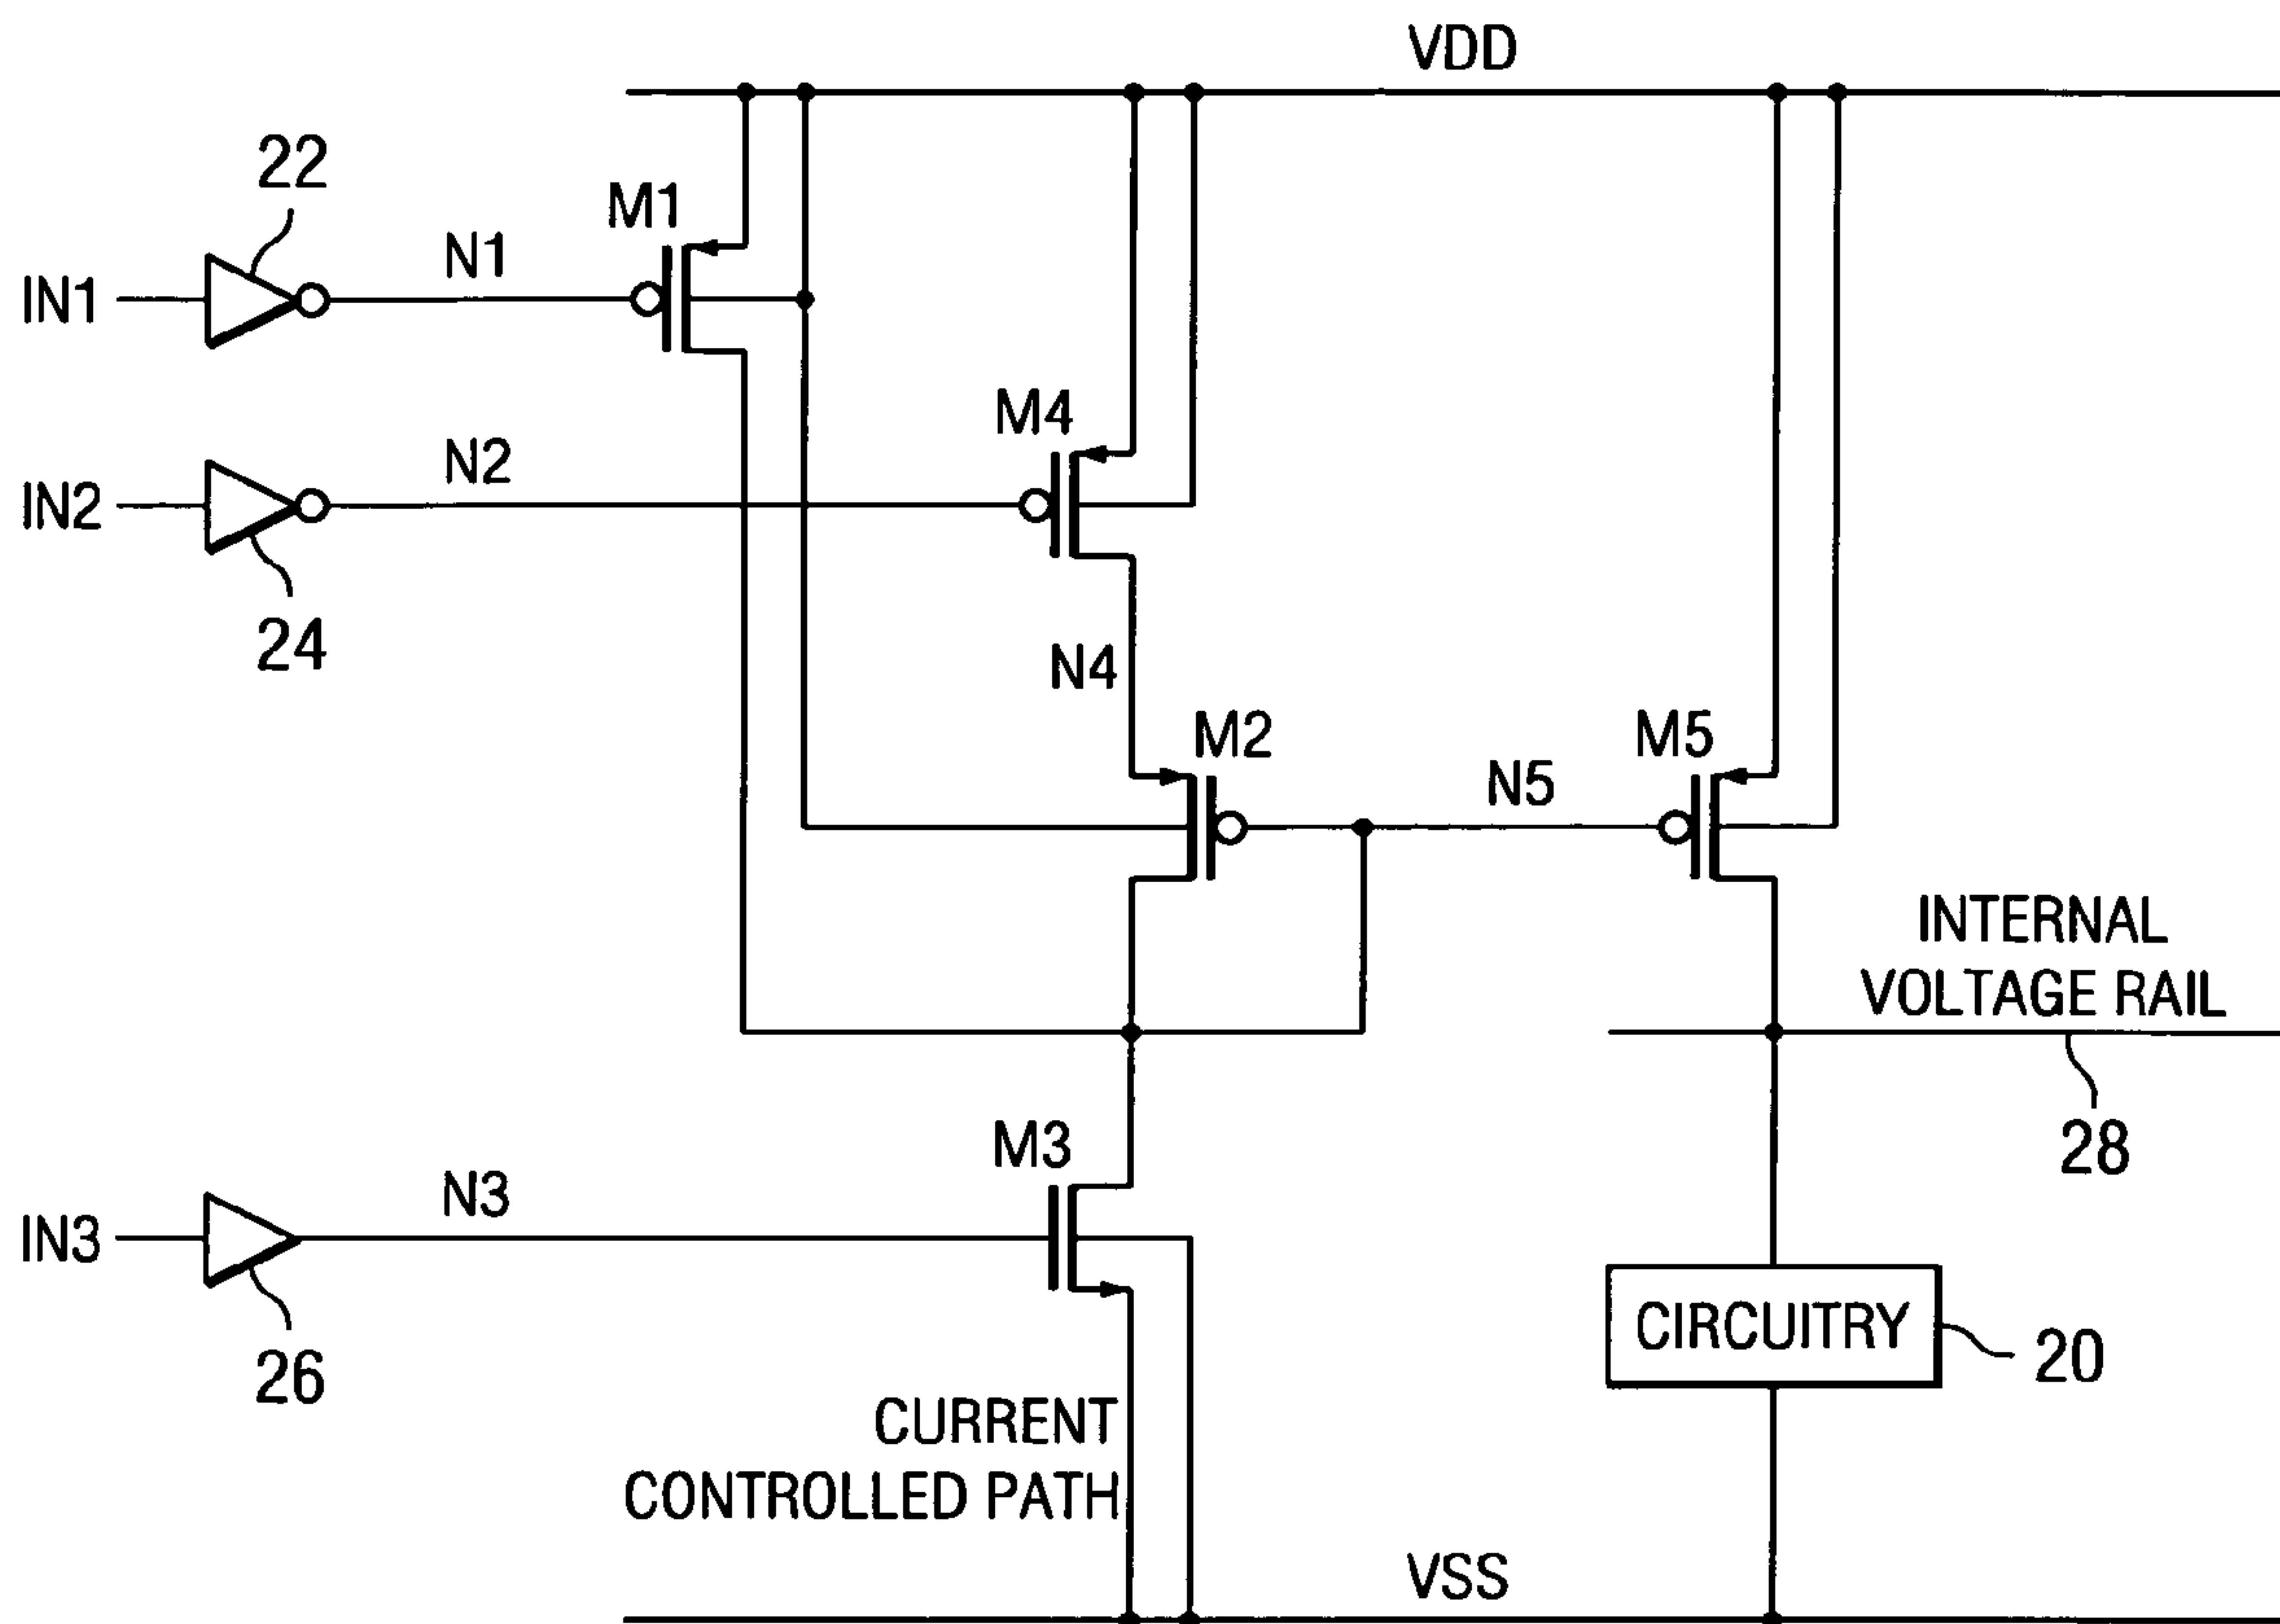 VDD
22
M1
N1
IN1
M4
N2
IN2
24
N4
M2
M5
N5
INTERNAL
VOLTAGE RAIL
28
M3
N3
IN3
26
CIRCUITRY
20
CURRENT
CONTROLLED PATH
VSS